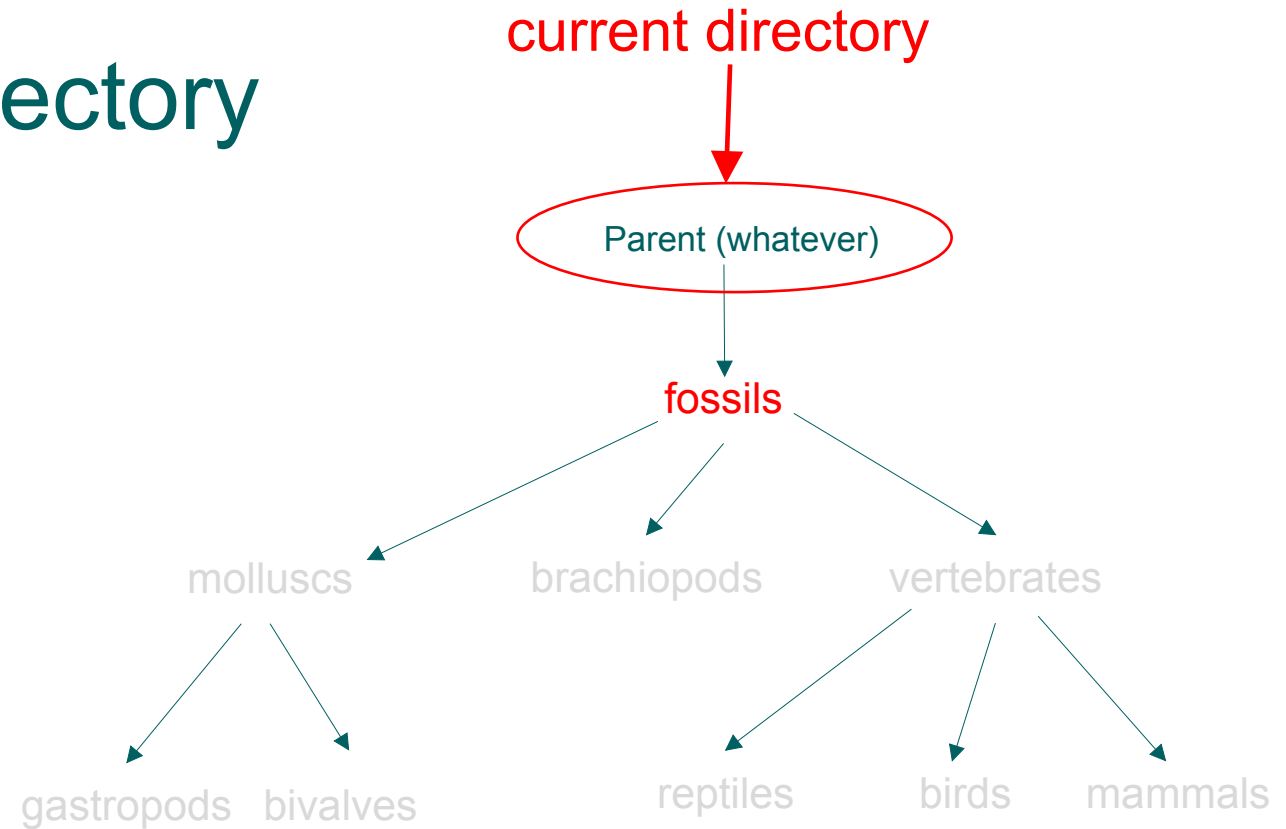 current directory
ectory
Parent (whatever)
fossils
molluscs brachiopods vertebrates
gastropods bivalves reptiles birds mammals